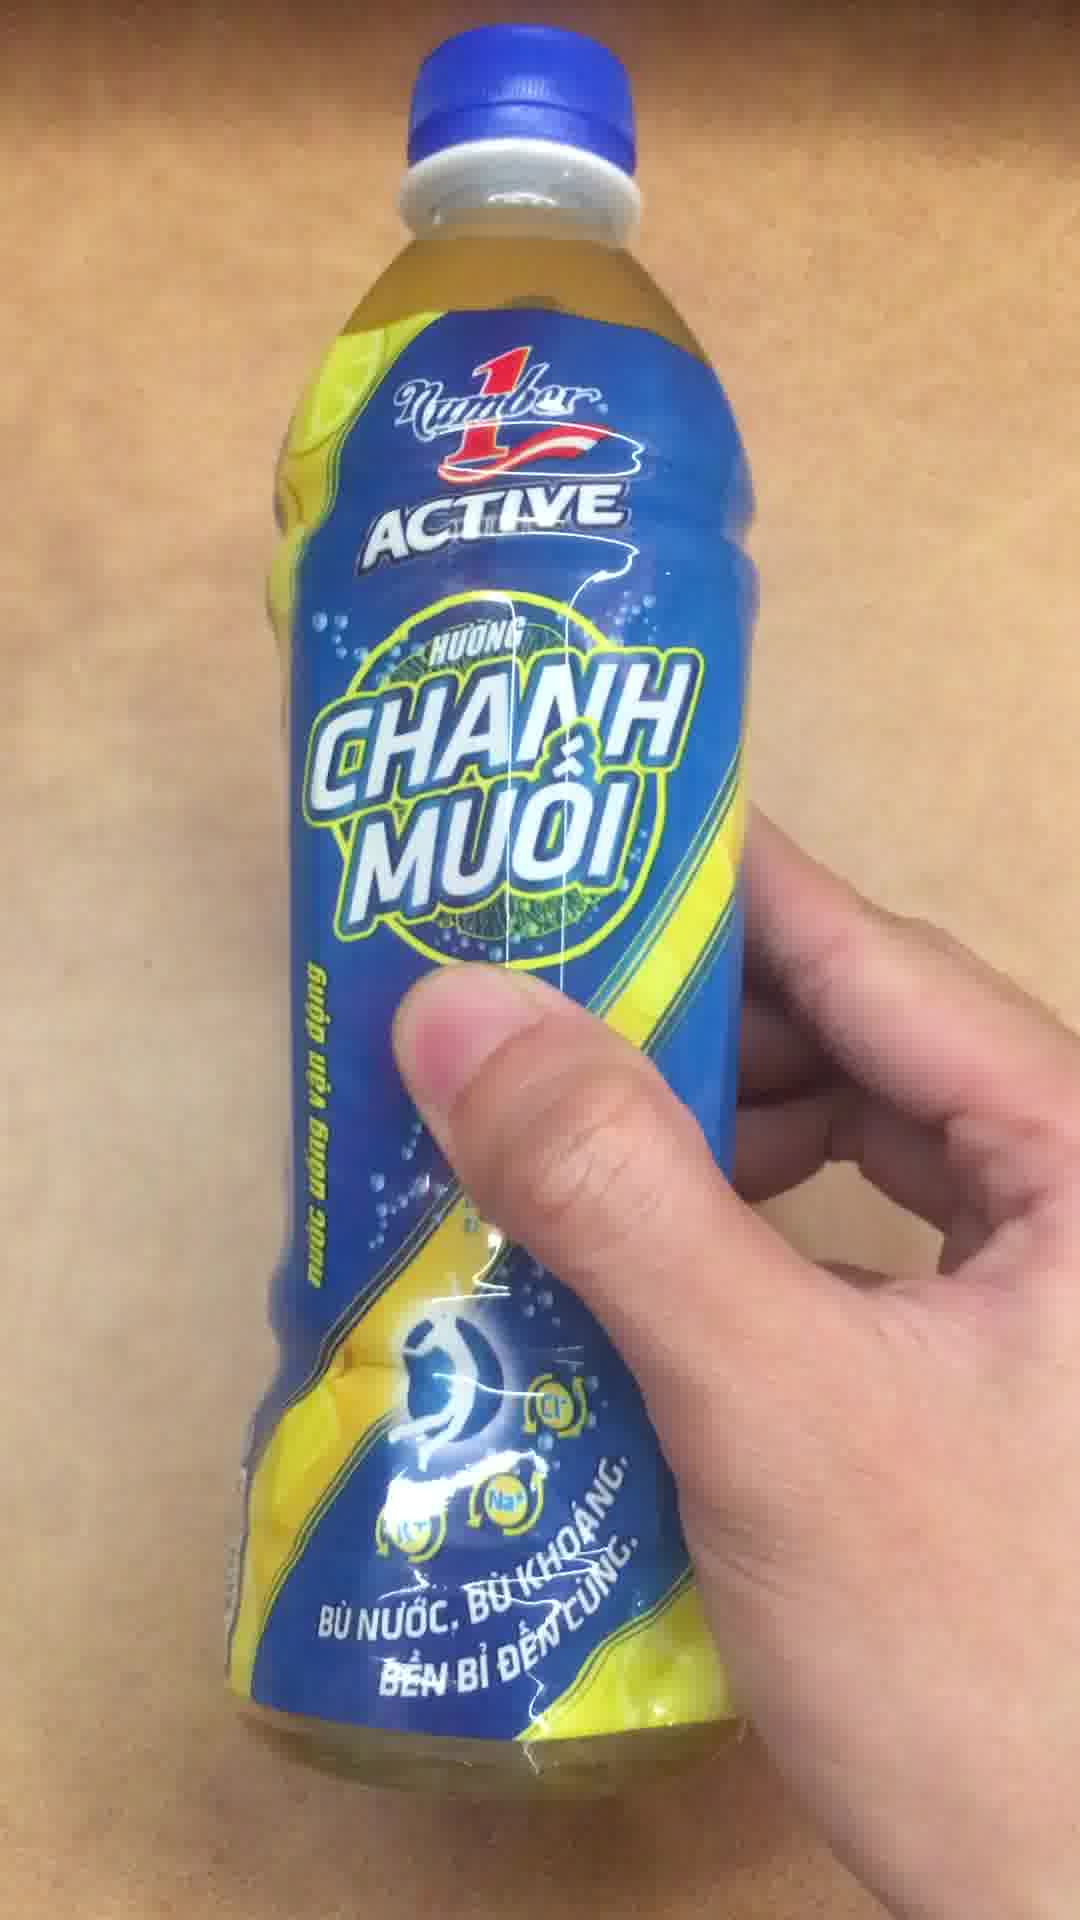 Number 1
ACTIVE
HƯƠNG
CHANH
MUỐI
nước uống vận động
Cl-
Na+
K+
BÙ NƯỚC, BÙ KHOÁNG,
BỀN BỈ ĐẾN CÙNG.